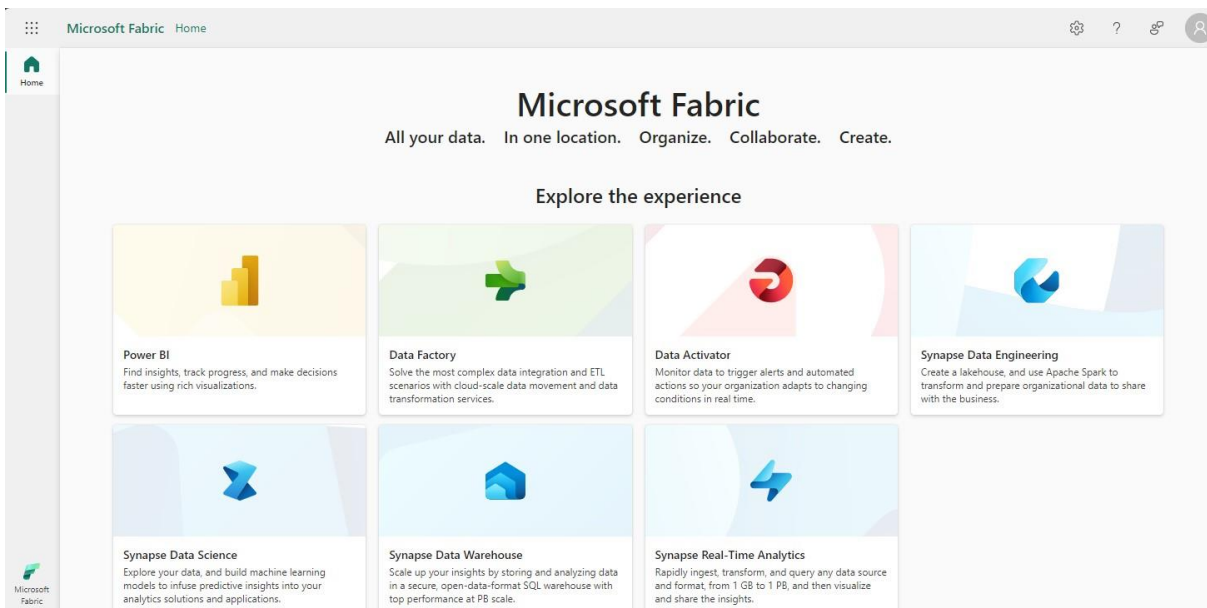 Microsoft Fabric Home
?
Home
Microsoft Fabric
All your data. In one location. Organize. Collaborate. Create.
Explore the experience
Power BI
Find insights, track progress, and make decisions
faster using rich visualizations.
Data Factory
Solve the most complex data integration and ETL
scenarios with cloud-scale data movement and data
transformation services.
Data Activator
Monitor data to trigger alerts and automated
actions so your organization adapts to changing
conditions in real time.
Synapse Data Engineering
Create a lakehouse, and use Apache Spark to
transform and prepare organizational data to share
with the business.
Synapse Data Science
Explore your data, and build machine learning
models to infuse predictive insights into your
analytics solutions and applications.
Synapse Data Warehouse
Scale up your insights by storing and analyzing data
in a secure, open-data-format SQL warehouse with
top performance at PB scale.
Synapse Real-Time Analytics
Rapidly ingest, transform, and query any data source
and format, from 1 GB to 1 PB, and then visualize
and share the insights.
Microsoft
Fabric